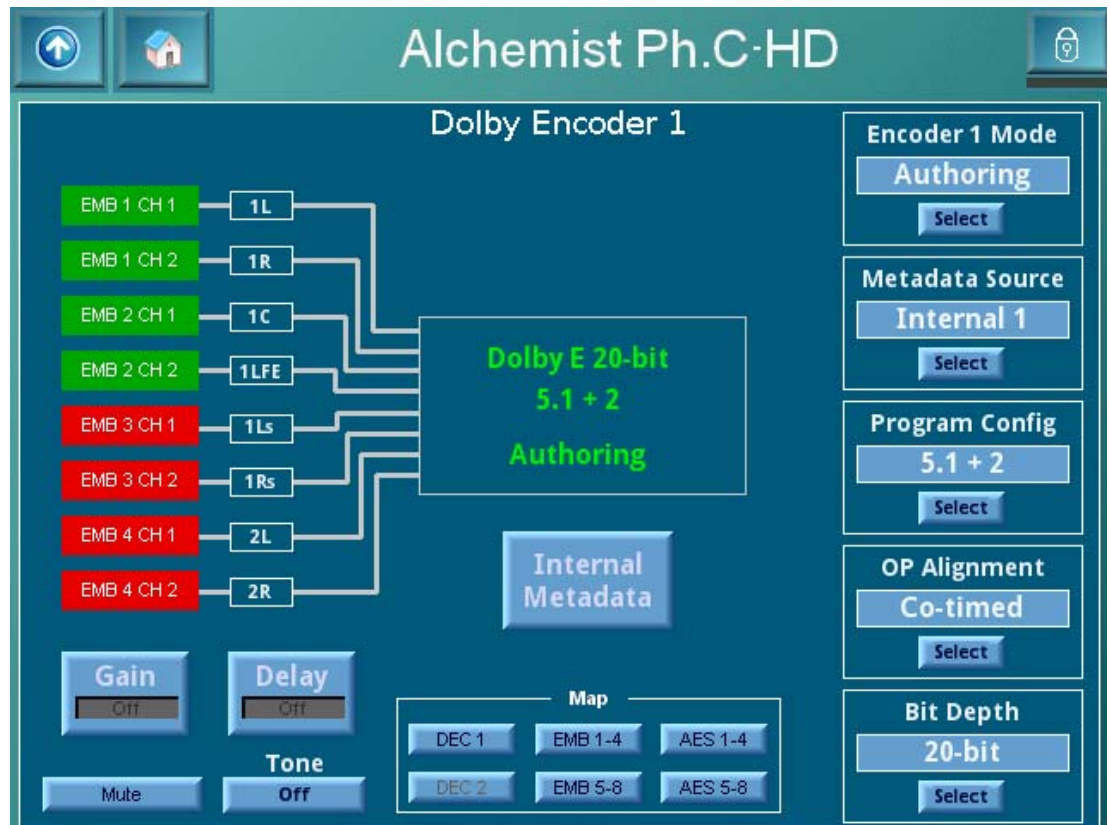 Alchemist Ph.C-HD
Dolby Encoder 1
EMB 1 CH 1
1L
EMB 1 CH 2
1R
EMB 2 CH 1
1C
EMB 2 CH 2
1LFE
EMB 3 CH 1
1Ls
EMB 3 CH 2
1Rs
EMB 4 CH 1
2L
EMB 4 CH 2
2R
Dolby E 20-bit
5.1 + 2
Authoring
Internal
Metadata
Gain
Off
Delay
Off
Mute
Tone
Off
Map
DEC 1
EMB 1-4
AES 1-4
DEC 2
EMB 5-8
AES 5-8
Encoder 1 Mode
Authoring
Select
Metadata Source
Internal 1
Select
Program Config
5.1 + 2
Select
OP Alignment
Co-timed
Select
Bit Depth
20-bit
Select